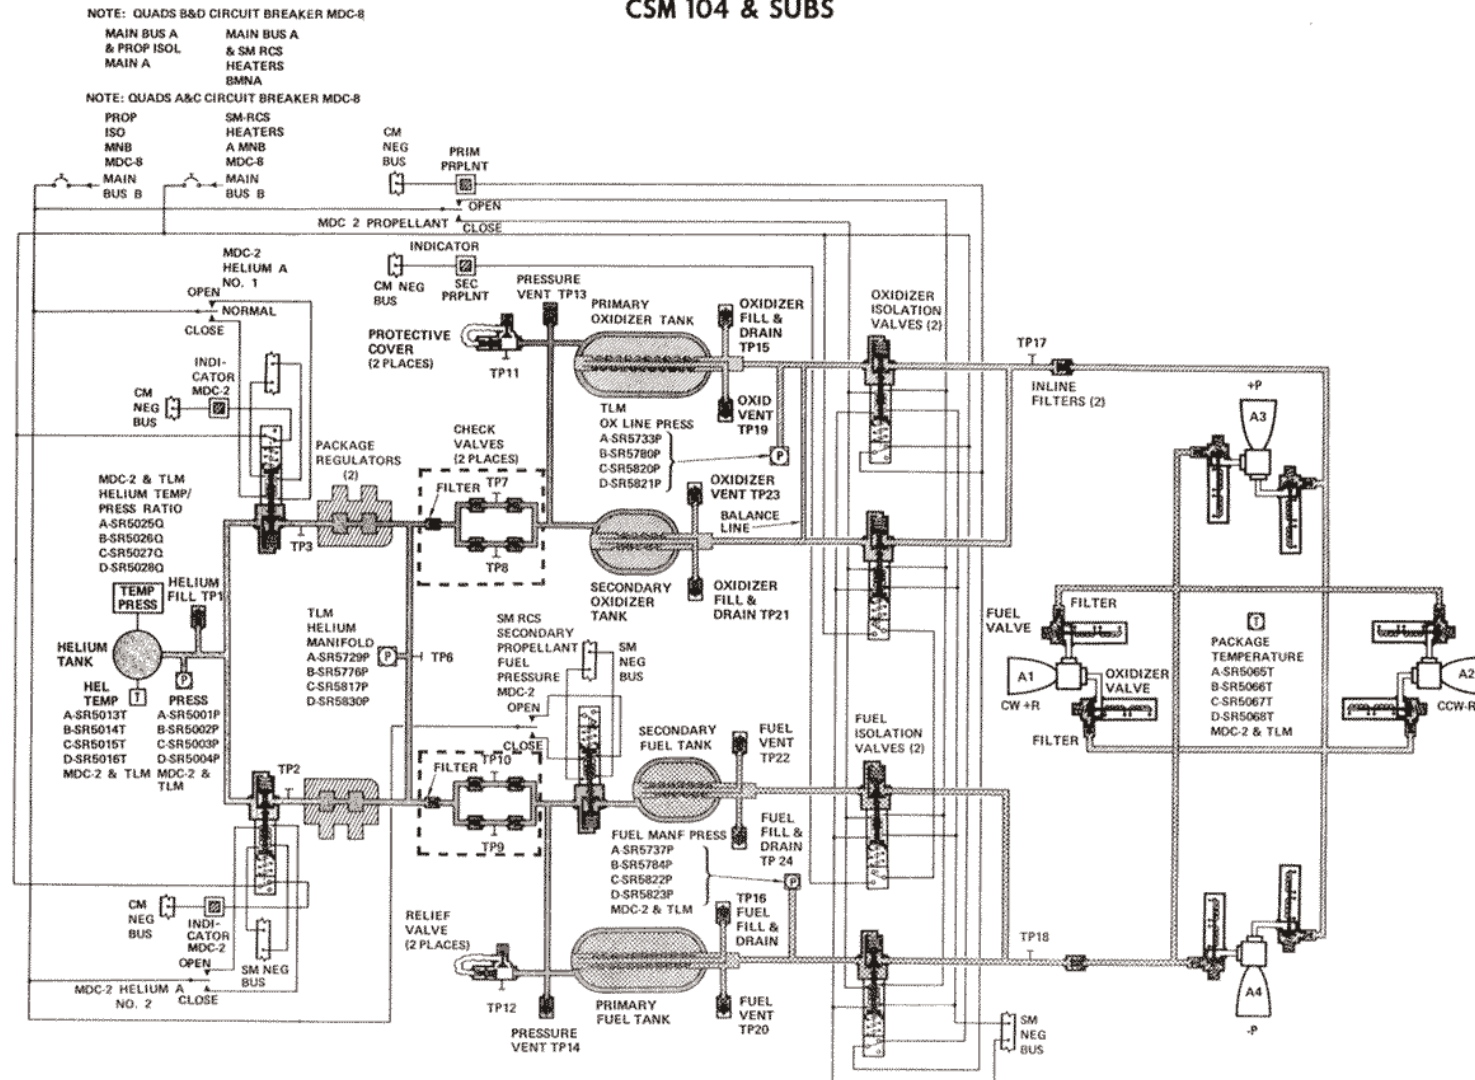 CSM 104 & SUBS
NOTE: QUADS B&D CIRCUIT BREAKER MDC-8
MAIN BUS A
& PROP ISOL
MAIN A
MAIN BUS A
& SM RCS
HEATERS
BMNA
NOTE: QUADS A&C CIRCUIT BREAKER MDC-8
PROP
ISO
MNB
MDC-8
MAIN
BUS B
SM-RCS
HEATERS
A MNB
MDC-8
MAIN
BUS B
CM
NEG
BUS
PRIM
PRPLNT
OPEN
MDC 2 PROPELLANT
CLOSE
INDICATOR
CM NEG
BUS
SEC
PRPLNT
MDC-2
HELIUM A
NO. 1
OPEN
NORMAL
CLOSE
INDI-
CATOR
MDC-2
CM
NEG
BUS
PRESSURE
VENT TP13
PROTECTIVE
COVER
(2 PLACES)
TP11
PRIMARY
OXIDIZER TANK
OXIDIZER
FILL &
DRAIN
TP15
OXID
VENT
TP19
OXIDIZER
ISOLATION
VALVES (2)
TP17
INLINE
FILTERS (2)
+P
A3
TLM
OX LINE PRESS
A-SR5733P
B-SR5780P
C-SR5820P
D-SR5821P
P
CHECK
VALVES
(2 PLACES)
FILTER
TP7
TP8
PACKAGE
REGULATORS
(2)
TP3
OXIDIZER
VENT TP23
BALANCE
LINE
SECONDARY
OXIDIZER
TANK
OXIDIZER
FILL &
DRAIN TP21
MDC-2 & TLM
HELIUM TEMP/
PRESS RATIO
A-SR5025Q
B-SR5026Q
C-SR5027Q
D-SR5028Q
TEMP
PRESS
HELIUM
FILL TP1
HELIUM
TANK
P
HEL
TEMP
T
A-SR5013T
B-SR5014T
C-SR5015T
D-SR5016T
MDC-2 & TLM
PRESS
A-SR5001P
B-SR5002P
C-SR5003P
D-SR5004P
MDC-2 &
TLM
TLM
HELIUM
MANIFOLD
A-SR5729P
B-SR5776P
C-SR5817P
D-SR5830P
P
TP6
SM RCS
SECONDARY
PROPELLANT
FUEL
PRESSURE
MDC-2
OPEN
CLOSE
SM
NEG
BUS
FUEL
VALVE
FILTER
A1
CW +R
OXIDIZER
VALVE
FILTER
T
PACKAGE
TEMPERATURE
A-SR5065T
B-SR5066T
C-SR5067T
D-SR5068T
MDC-2 & TLM
A2
CCW-R
SECONDARY
FUEL TANK
FUEL
VENT
TP22
FUEL
ISOLATION
VALVES (2)
TP2
FILTER
TP10
TP9
FUEL
FILL &
DRAIN
TP 24
FUEL MANF PRESS
A-SR5737P
B-SR5784P
C-SR5822P
D-SR5823P
MDC-2 & TLM
P
TP16
FUEL
FILL &
DRAIN
CM
NEG
BUS
INDI-
CATOR
MDC-2
OPEN
MDC-2 HELIUM A
NO. 2
CLOSE
SM NEG
BUS
RELIEF
VALVE
(2 PLACES)
TP12
PRESSURE
VENT TP14
PRIMARY
FUEL TANK
FUEL
VENT
TP20
TP18
A4
-P
SM
NEG
BUS